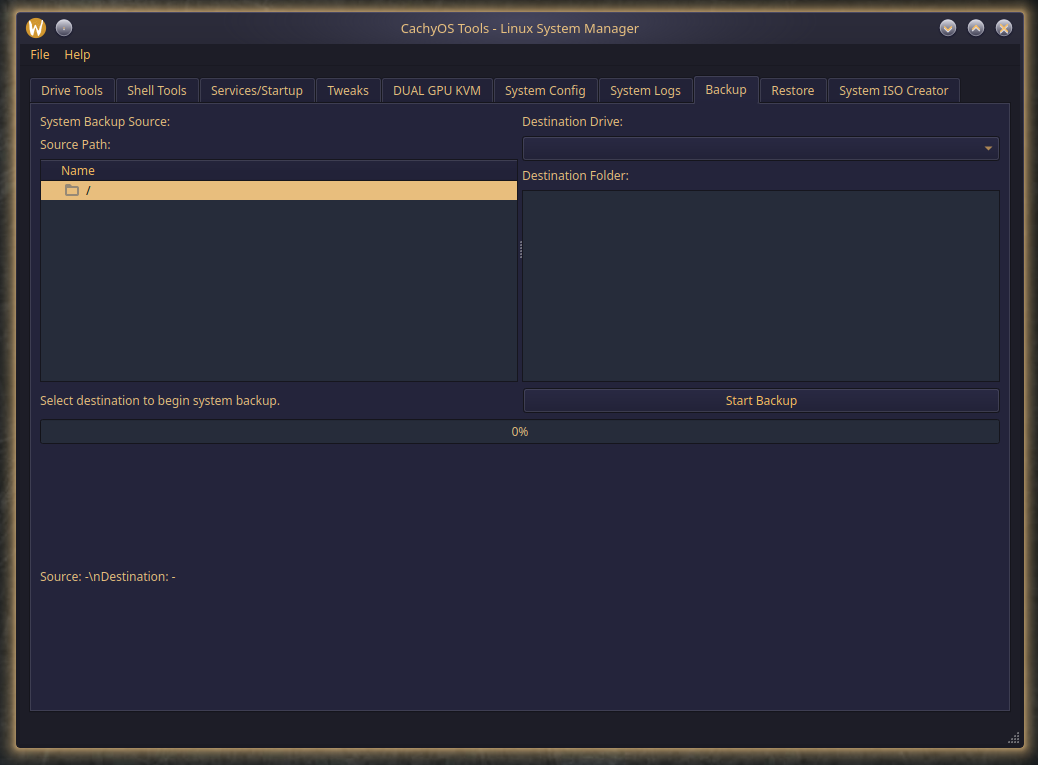 CachyOS Tools - Linux System Manager
File Help
Drive Tools Shell Tools Services/Startup Tweaks DUAL GPU KVM System Config System Logs Backup Restore System ISO Creator
System Backup Source:
Source Path:
Name
/
Destination Drive:
Destination Folder:
Select destination to begin system backup.
Start Backup
0%
Source: -\nDestination: -